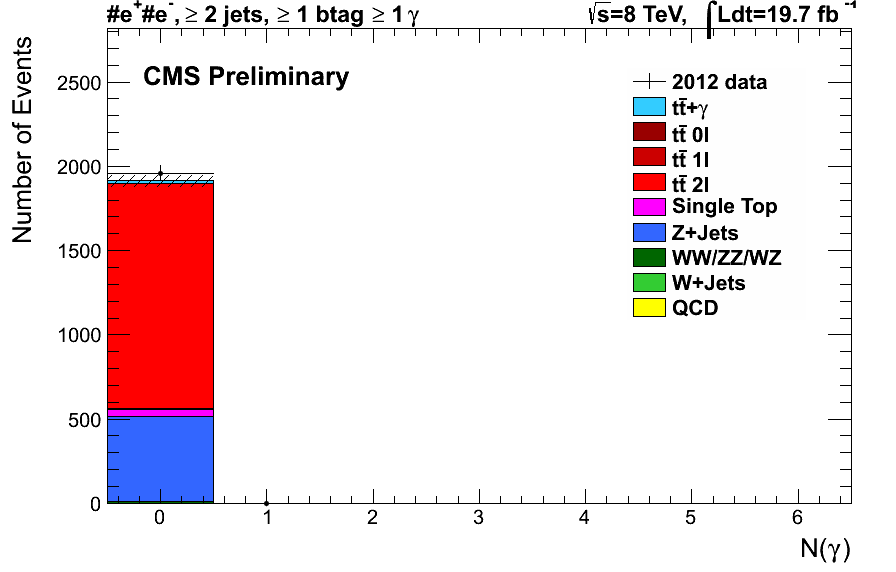 #e⁺#e⁻, ≥ 2 jets, ≥ 1 btag ≥ 1 γ
√s=8 TeV, ∫Ldt=19.7 fb⁻¹
CMS Preliminary
2012 data
tt̄+γ
tt̄ 0l
tt̄ 1l
tt̄ 2l
Single Top
Z+Jets
WW/ZZ/WZ
W+Jets
QCD
Number of Events
2500
2000
1500
1000
500
0
0 1 2 3 4 5 6
N(γ)